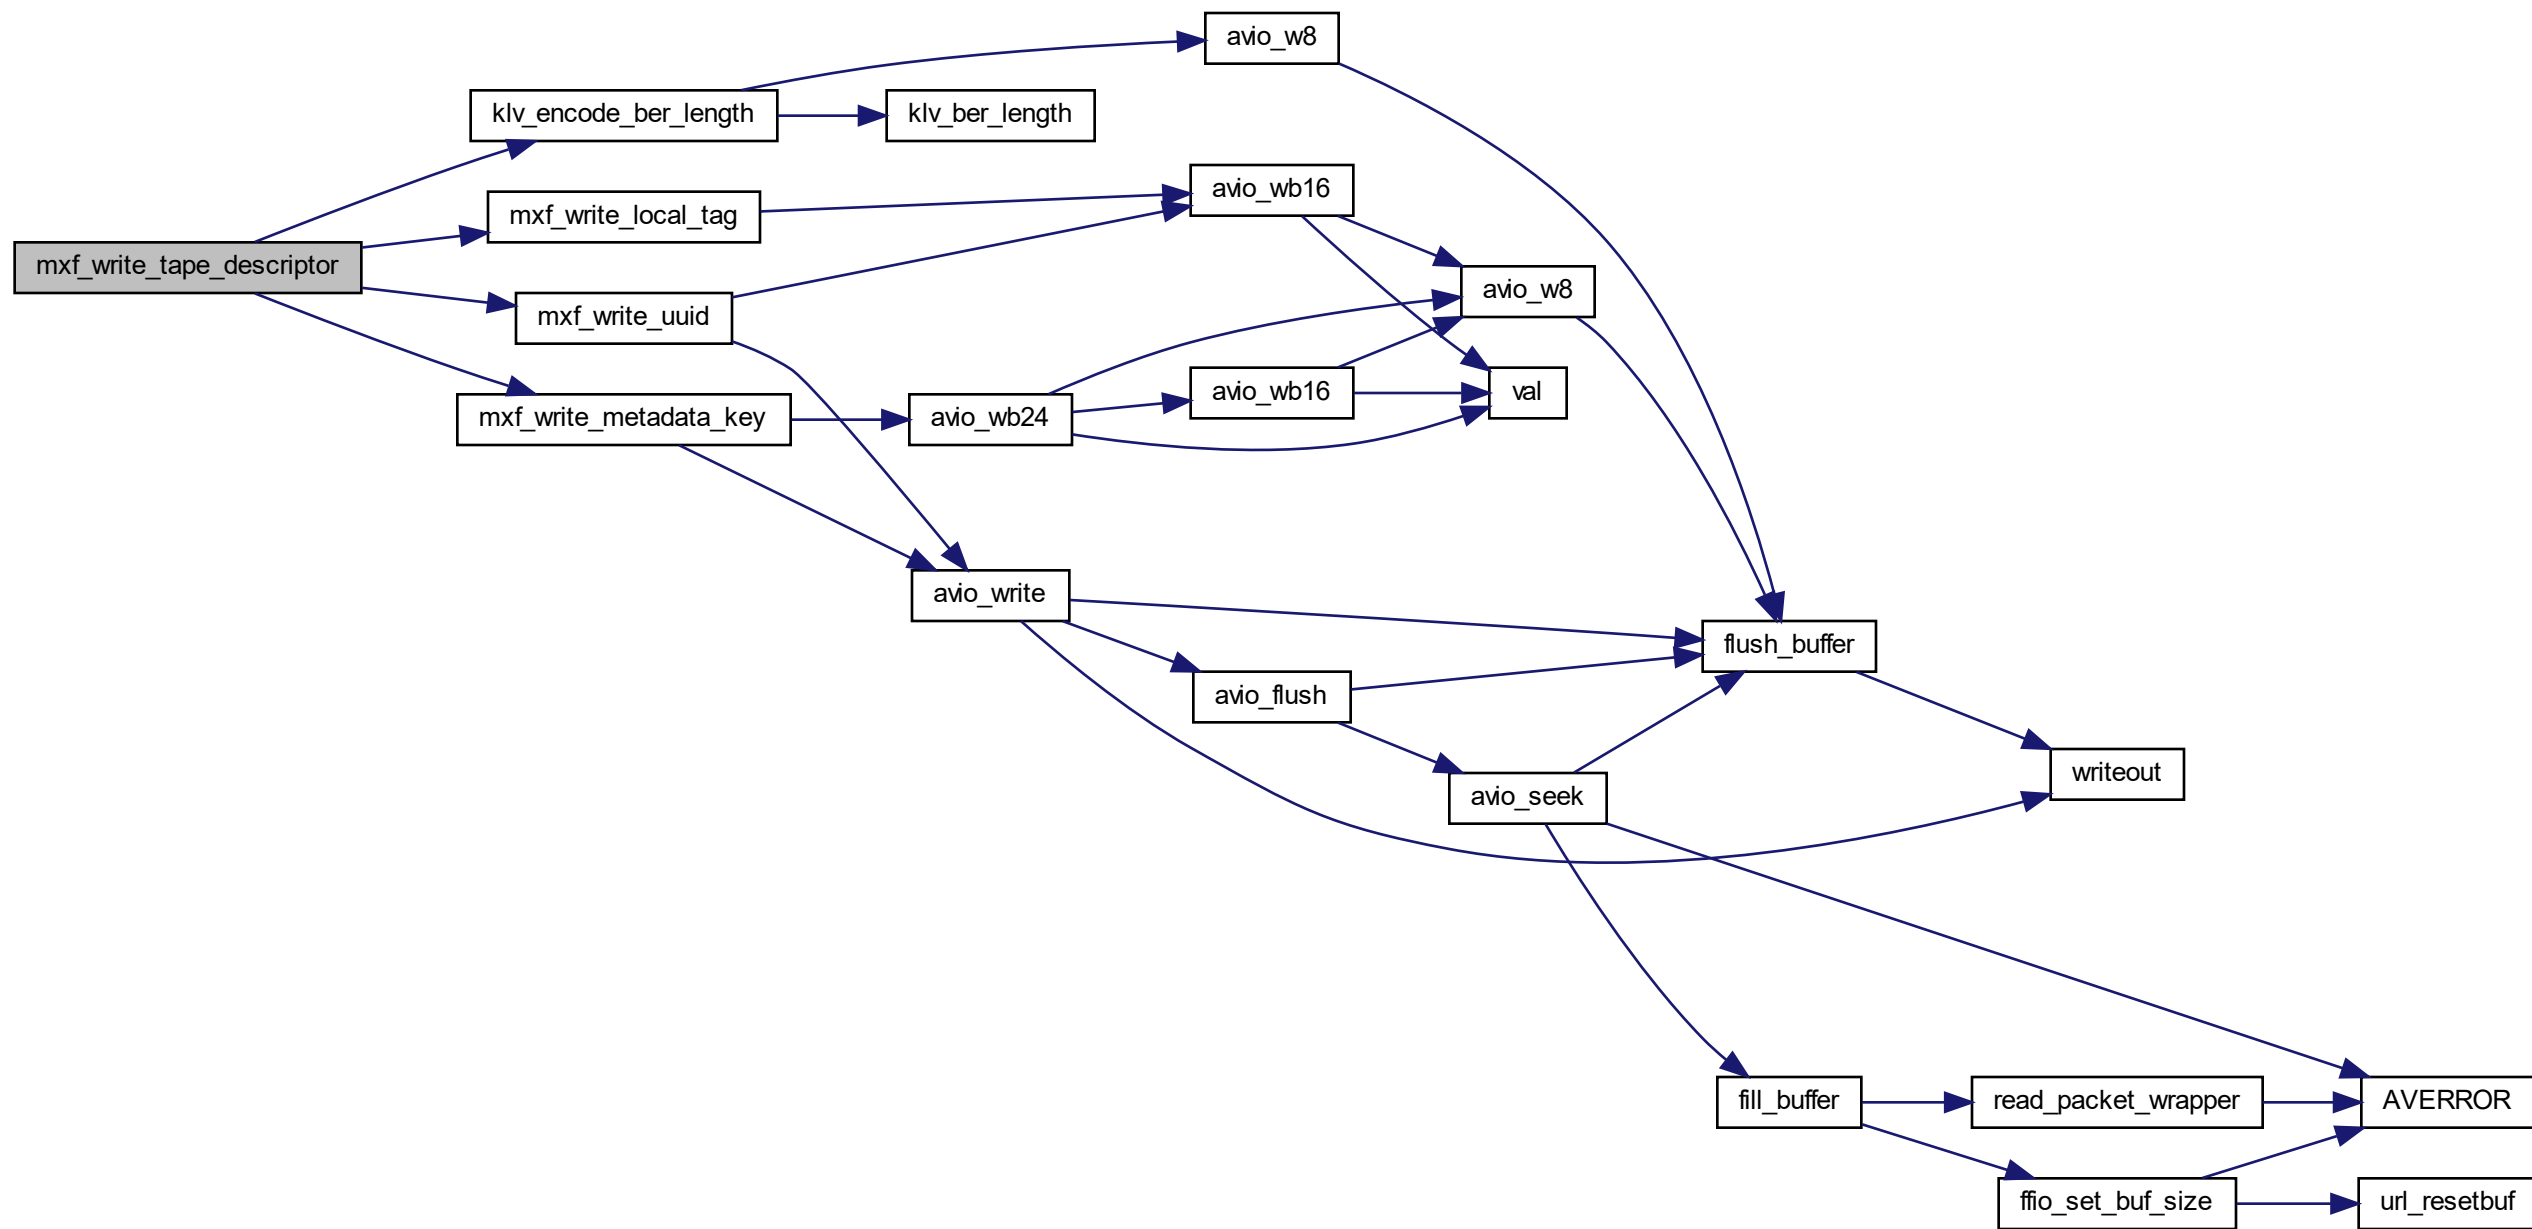 avio_w8
klv_encode_ber_length
klv_ber_length
avio_wb16
mxf_write_local_tag
mxf_write_tape_descriptor
avio_w8
mxf_write_uuid
avio_wb16
val
mxf_write_metadata_key
avio_wb24
avio_write
flush_buffer
avio_flush
writeout
avio_seek
fill_buffer
read_packet_wrapper
AVERROR
ffio_set_buf_size
url_resetbuf